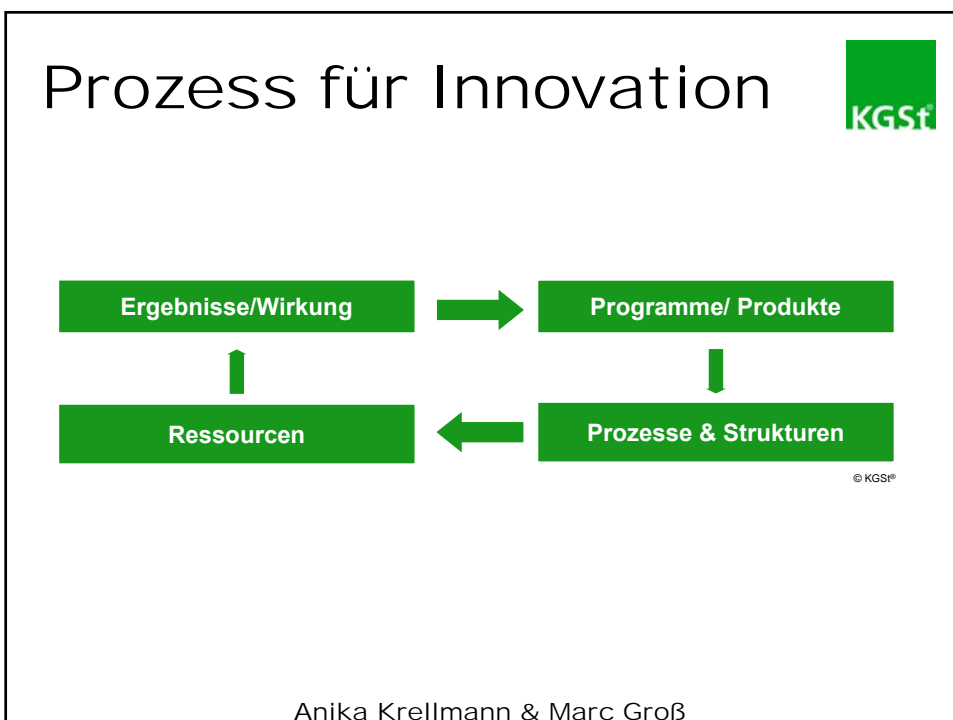 Prozess für Innovation
KGSt®
Ergebnisse/Wirkung
Programme/ Produkte
Ressourcen
Prozesse & Strukturen
© KGSt®
Anika Krellmann & Marc Groß